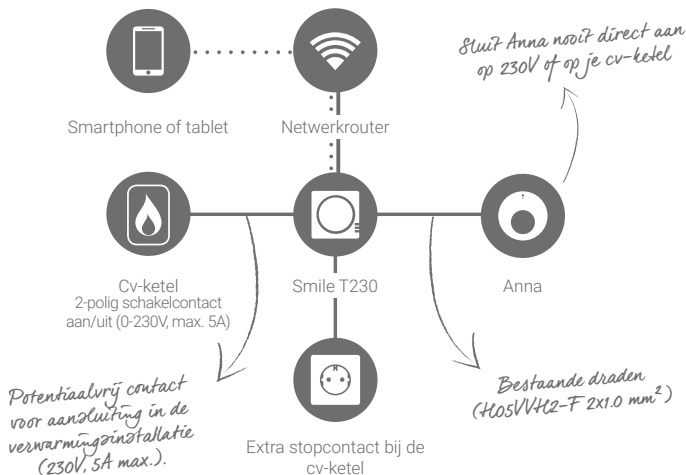 Sluit Anna nooit direct aan
op 230V of op je cv-ketel
Smartphone of tablet
Netwerkrouter
Cv-ketel
2-polig schakelcontact
aan/uit (0-230V, max. 5A)
Smile T230
Anna
Potentiaalvrij contact
voor aansluiting in de
verwarmingsinstallatie
(230V, 5A max.).
Bestaande draden
(H05VVH2-F 2x1.0 mm²)
Extra stopcontact bij de
cv-ketel